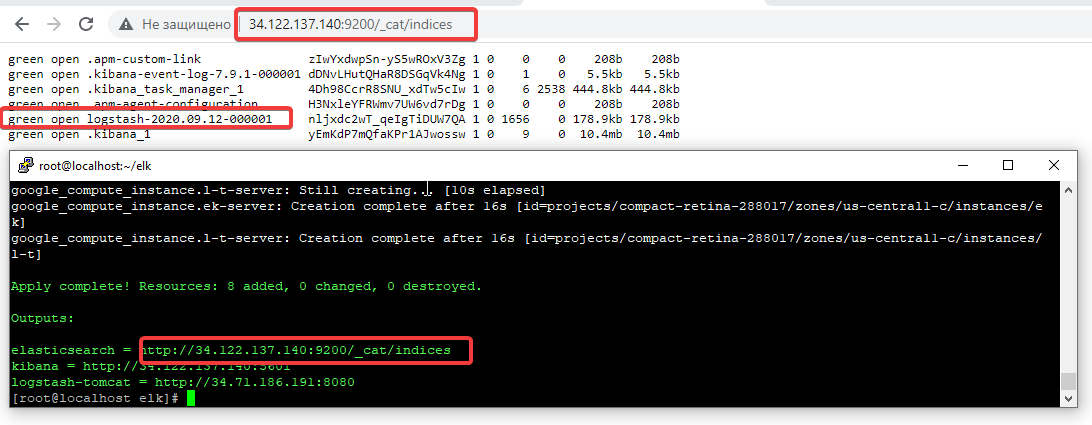 Не защищено 34.122.137.140:9200/_cat/indices
green open .apm-custom-link zIwYxdwpSn-yS5wROxV3Zg 1 0 0 0 208b 208b
green open .kibana-event-log-7.9.1-000001 dDNvLHutQHaR8DSGqVk4Ng 1 0 1 0 5.5kb 5.5kb
green open .kibana_task_manager_1 4Dh98CcrR8SNU_xdTw5cIw 1 0 6 2538 444.8kb 444.8kb
green open .apm-agent-configuration H3NxleYFRWmv7UW6vd7rDg 1 0 0 0 208b 208b
green open logstash-2020.09.12-000001 nljxdc2wT_qeIgTiDUW7QA 1 0 1656 0 178.9kb 178.9kb
green open .kibana_1 yEmKdP7mQfaKPr1AJwossw 1 0 9 0 10.4mb 10.4mb
root@localhost:~/elk
google_compute_instance.l-t-server: Still creating... [10s elapsed]
google_compute_instance.ek-server: Creation complete after 16s [id=projects/compact-retina-288017/zones/us-central1-c/instances/e
k]
google_compute_instance.l-t-server: Creation complete after 16s [id=projects/compact-retina-288017/zones/us-central1-c/instances/
l-t]
Apply complete! Resources: 8 added, 0 changed, 0 destroyed.
Outputs:
elasticsearch = http://34.122.137.140:9200/_cat/indices
kibana = http://34.122.137.140:5601
logstash-tomcat = http://34.71.186.191:8080
[root@localhost elk]#